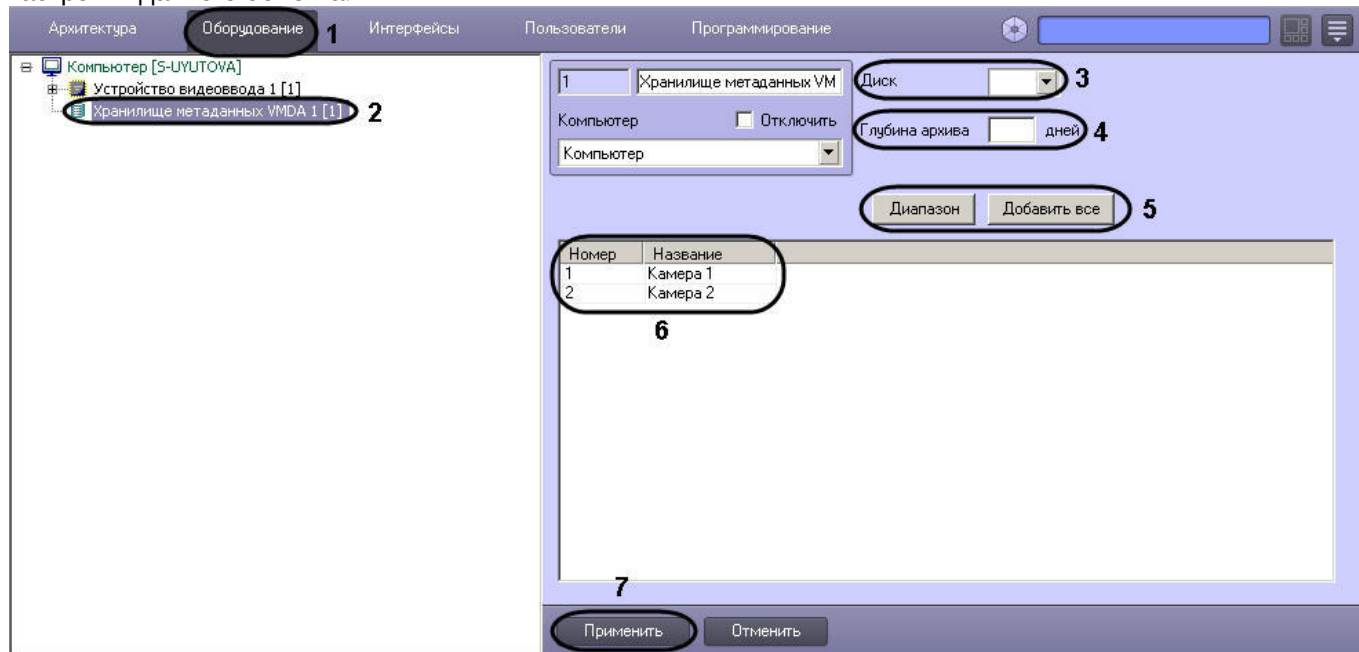 Архитектура Оборудование 1 Интерфейсы Пользователи Программирование
Компьютер [S-UYUTOVA]
Устройство видеоввода 1 [1]
Хранилище метаданных VMDA 1 [1] 2
1 Хранилище метаданных VM Диск 3
Компьютер Отключить
Глубина архива дней 4
Компьютер
Диапазон Добавить все 5
Номер Название
1 Камера 1
2 Камера 2
6
7
Применить Отменить